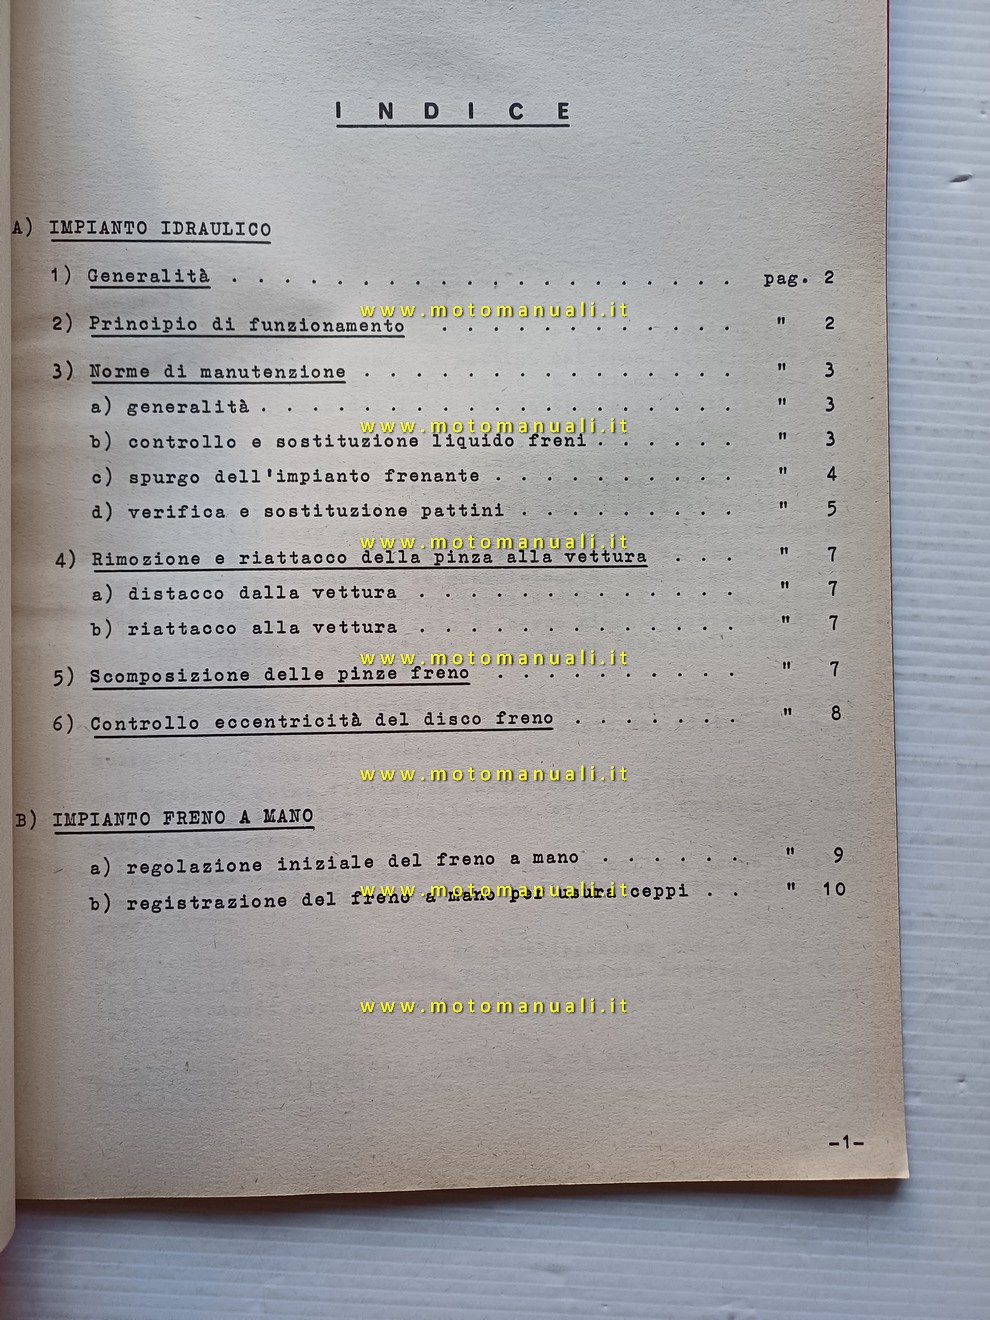 I N D I C E
A) IMPIANTO IDRAULICO
1) Generalità . . . . . . . . . . . . . . . . . . . . pag. 2
www.motomanuali.it
2) Principio di funzionamento . . . . . . . . . . . . " 2
3) Norme di manutenzione . . . . . . . . . . . . . . . " 3
a) generalità . . . . . . . . . . . . . . . . . . . " 3
www.motomanuali.it
b) controllo e sostituzione liquido freni . . . . . . " 3
c) spurgo dell'impianto frenante . . . . . . . . . . " 4
d) verifica e sostituzione pattini . . . . . . . . . " 5
www.motomanuali.it
4) Rimozione e riattacco della pinza alla vettura . . . " 7
a) distacco dalla vettura . . . . . . . . . . . . . " 7
b) riattacco alla vettura . . . . . . . . . . . . . " 7
www.motomanuali.it
5) Scomposizione delle pinze freno . . . . . . . . . . " 7
6) Controllo eccentricità del disco freno . . . . . . . " 8
www.motomanuali.it
B) IMPIANTO FRENO A MANO
a) regolazione iniziale del freno a mano . . . . . . " 9
www.motomanuali.it
b) registrazione del freno a mano per usura ceppi . . " 10
www.motomanuali.it
-1-